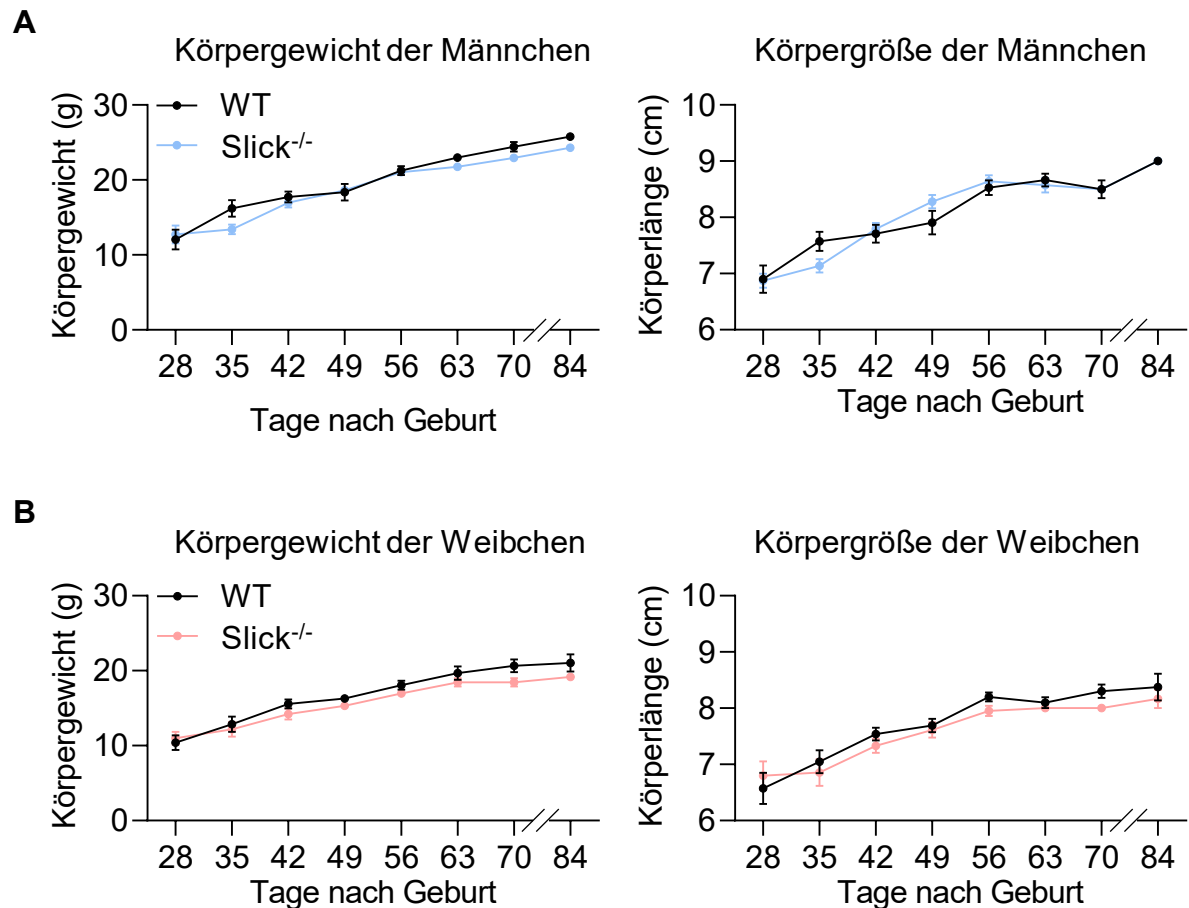 A
Körpergewicht der Männchen
Körpergewicht (g)
30
20
10
0
WT
Slick-/-
28 35 42 49 56 63 70 84
Tage nach Geburt
Körpergröße der Männchen
Körperlänge (cm)
10
9
8
7
6
28 35 42 49 56 63 70 84
Tage nach Geburt
B
Körpergewicht der Weibchen
Körpergewicht (g)
30
20
10
0
WT
Slick-/-
28 35 42 49 56 63 70 84
Tage nach Geburt
Körpergröße der Weibchen
Körperlänge (cm)
10
9
8
7
6
28 35 42 49 56 63 70 84
Tage nach Geburt